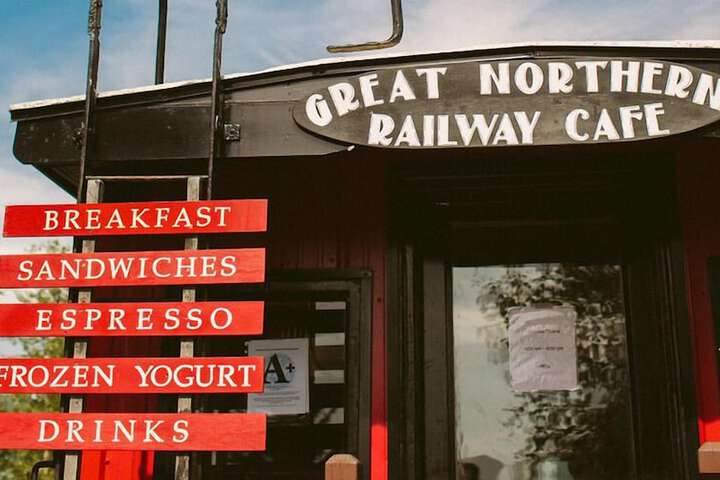 GREAT NORTHERN
RAILWAY CAFE
BREAKFAST
SANDWICHES
ESPRESSO
FROZEN YOGURT
DRINKS
A+